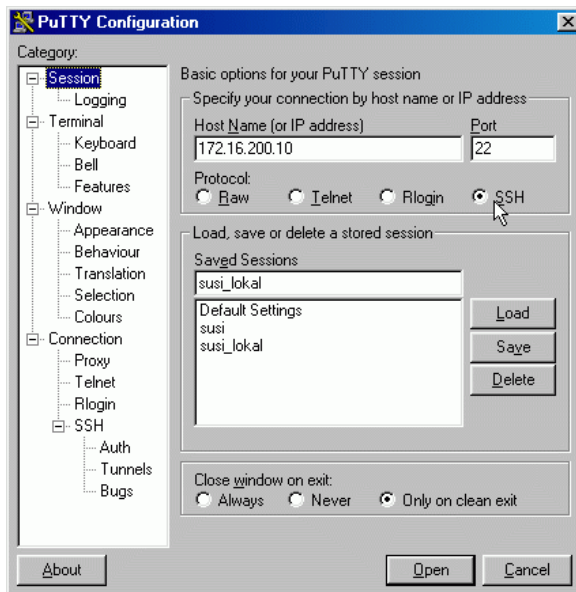 PuTTY Configuration
Category:
Session
Logging
Terminal
Keyboard
Bell
Features
Window
Appearance
Behaviour
Translation
Selection
Colours
Connection
Proxy
Telnet
Rlogin
SSH
Auth
Tunnels
Bugs
Basic options for your PuTTY session
Specify your connection by host name or IP address
Host Name (or IP address) Port
172.16.200.10 22
Protocol:
Raw Telnet Rlogin SSH
Load, save or delete a stored session
Saved Sessions
susi_lokal
Default Settings
susi
susi_lokal
Load
Save
Delete
Close window on exit:
Always Never Only on clean exit
About Open Cancel